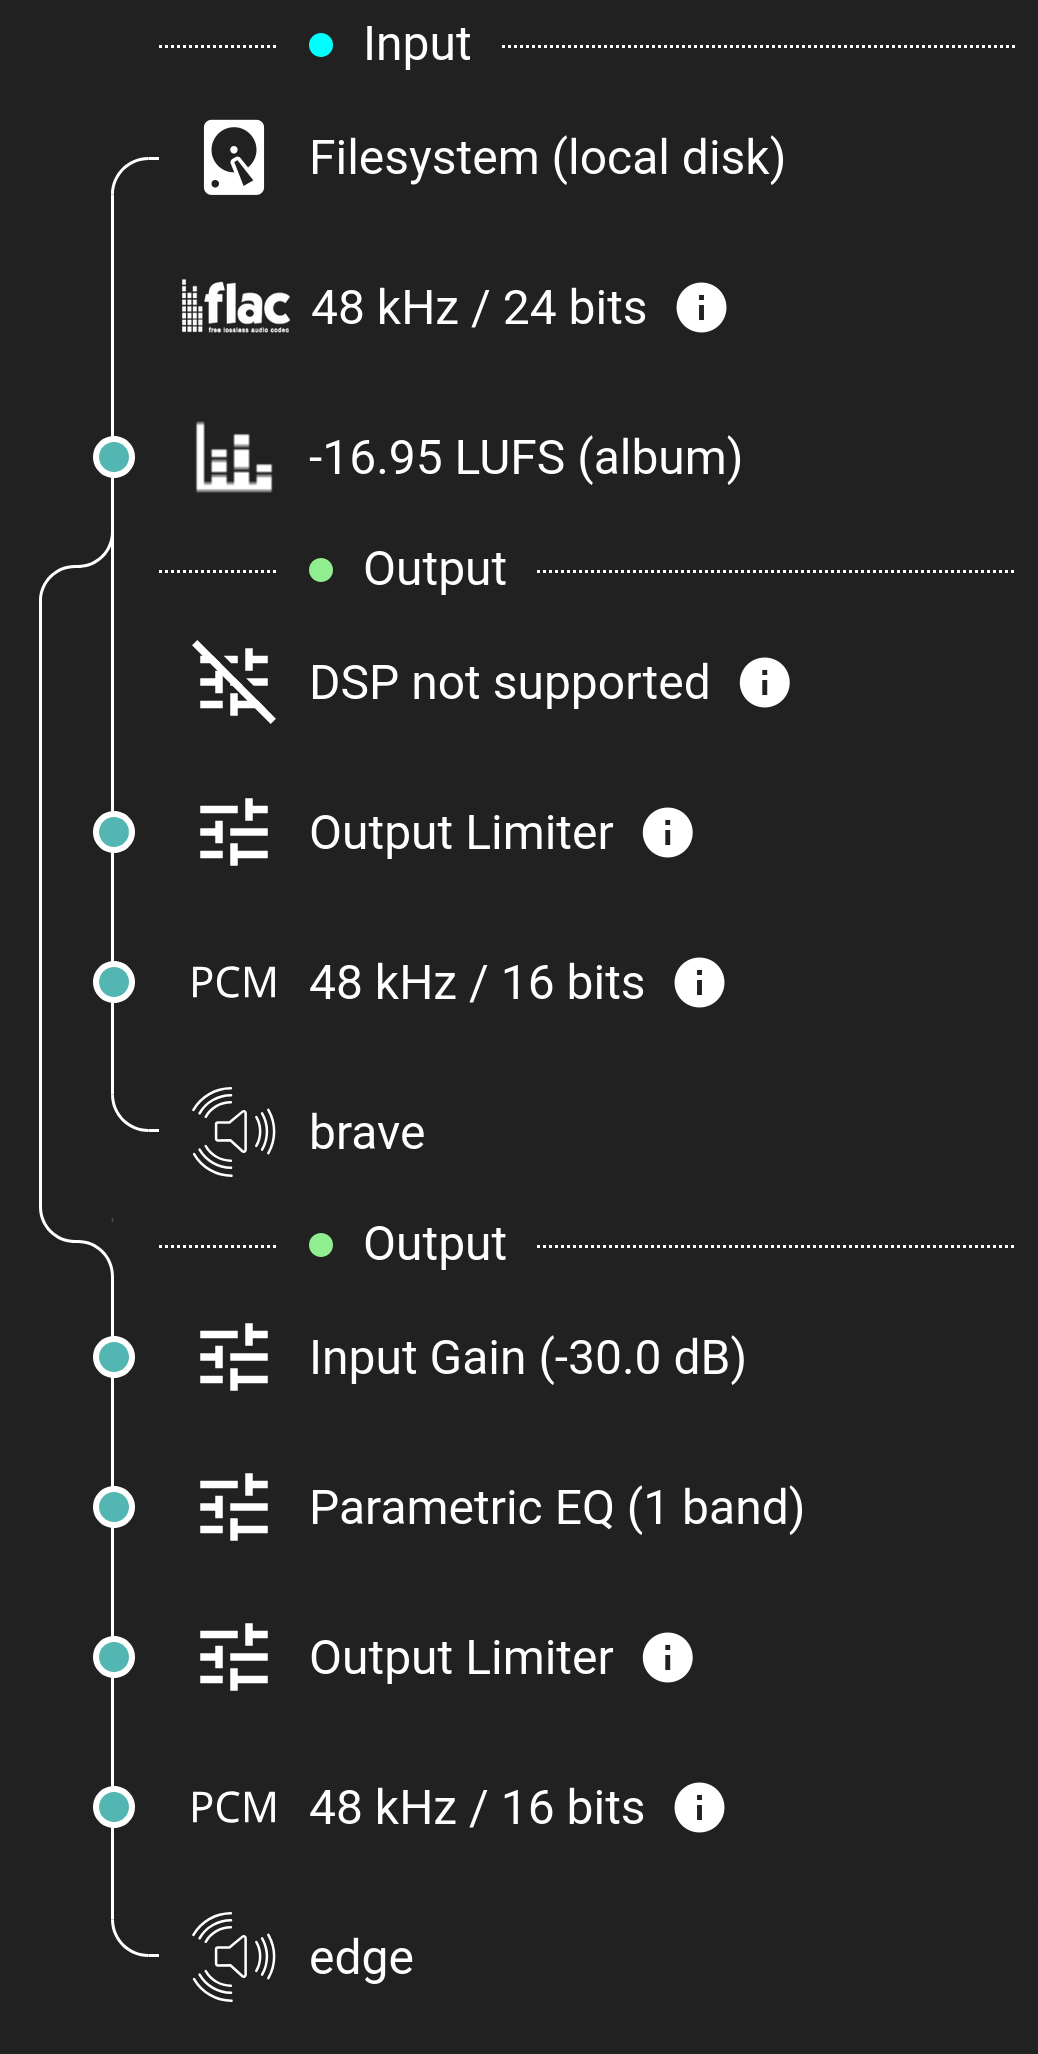 Input
Filesystem (local disk)
flac 48 kHz / 24 bits
free lossless audio codec
-16.95 LUFS (album)
Output
DSP not supported
Output Limiter
PCM 48 kHz / 16 bits
brave
Output
Input Gain (-30.0 dB)
Parametric EQ (1 band)
Output Limiter
PCM 48 kHz / 16 bits
edge